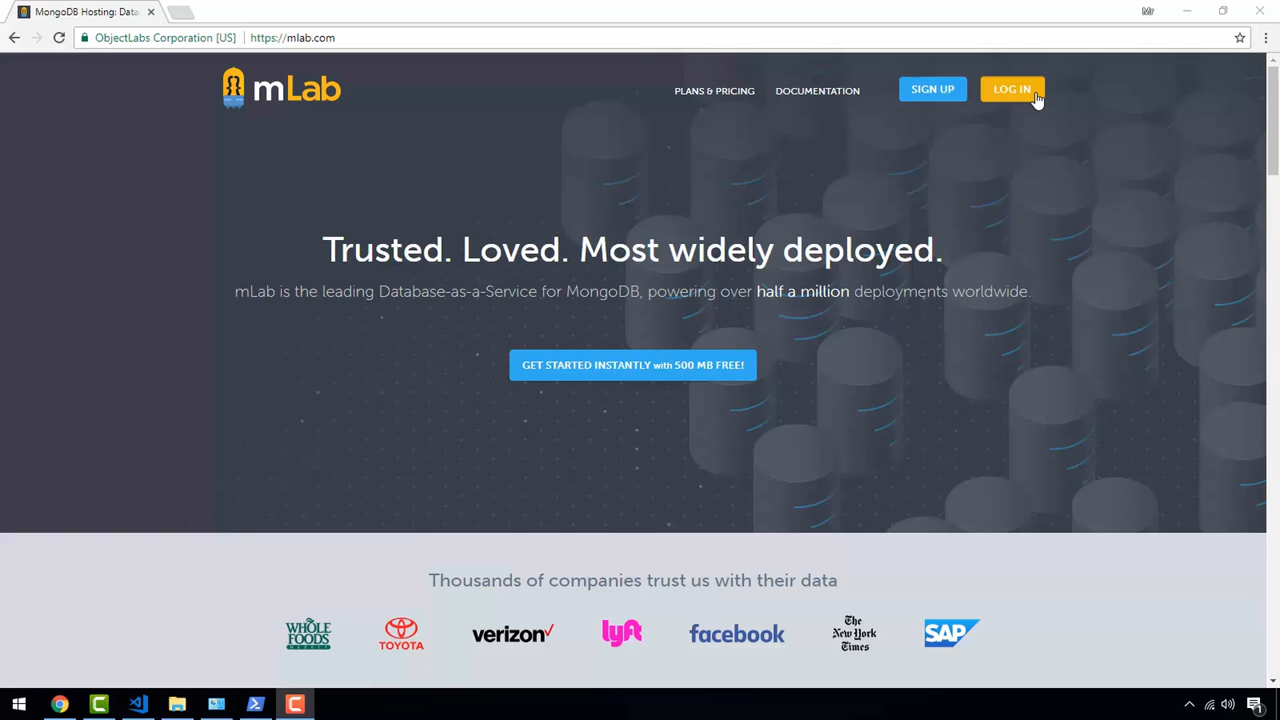 MongoDB Hosting: Data
Mr
ObjectLabs Corporation [US]
https://mlab.com
mLab
PLANS & PRICING
DOCUMENTATION
SIGN UP
LOG IN
Trusted. Loved. Most widely deployed.
mLab is the leading Database-as-a-Service for MongoDB, powering over half a million deployments worldwide.
GET STARTED INSTANTLY with 500 MB FREE!
Thousands of companies trust us with their data
WHOLE
FOODS
MARKET
TOYOTA
verizon
lyft
facebook
The
New York
Times
SAP
1